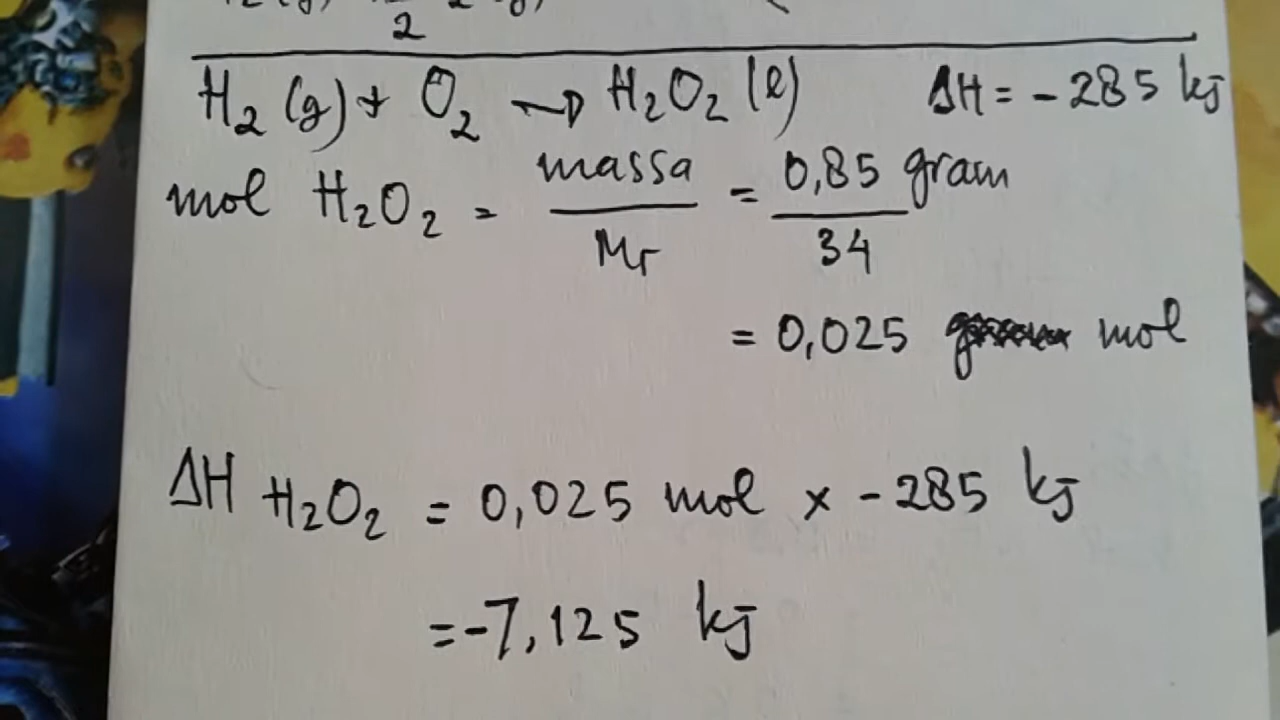 2
H₂ (g) + O₂ → H₂O₂ (l) ΔH = - 285 kj
mol H₂O₂ = massa / Mr = 0,85 gram / 34
= 0,025 mol
ΔH H₂O₂ = 0,025 mol x - 285 kj
= -7,125 kj